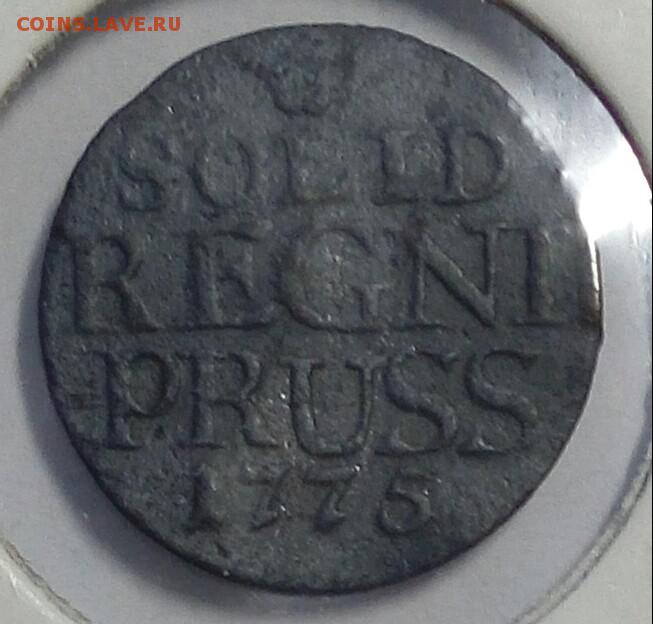 COINS.LAVE.RU
SOLID
REGNI
PRUSS
1775